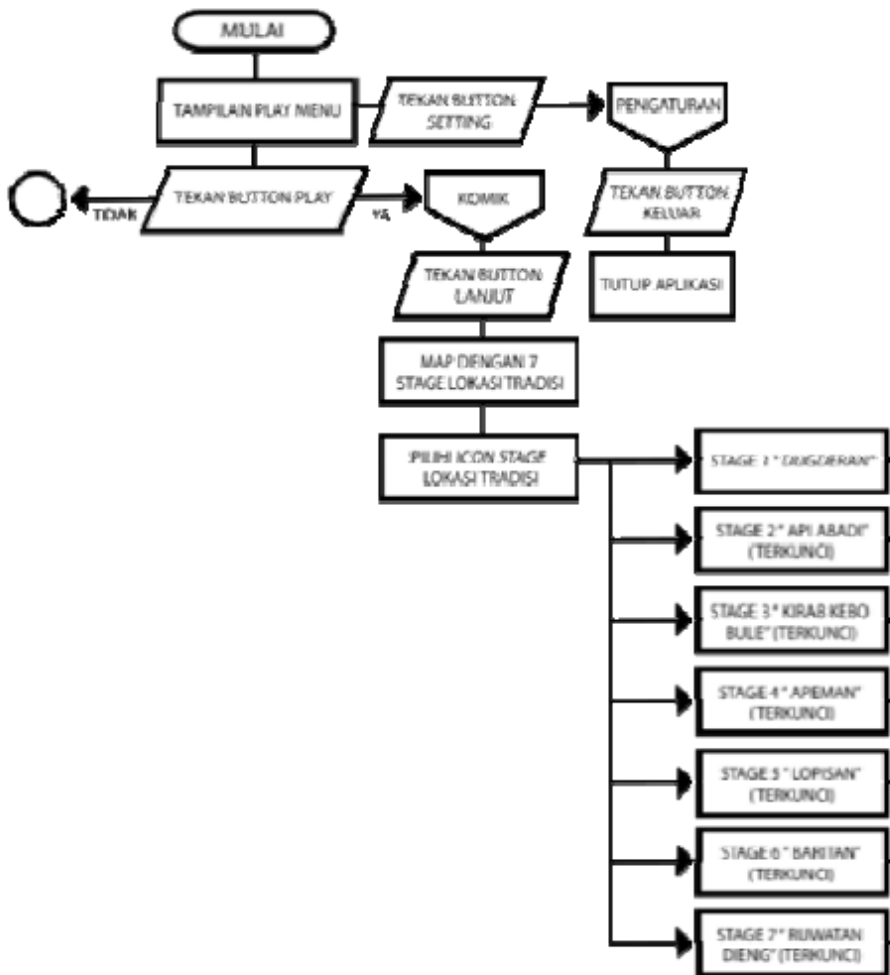 MULAI
TAMPILAN PLAY MENU
TEKAN BUTTON
SETTING
PENGATURAN
TEKAN BUTTON PLAY
TIDAK
YA
KOMIK
TEKAN BUTTON
KELUAR
TUTUP APLIKASI
TEKAN BUTTON
LANJUT
MAP DENGAN 7
STAGE LOKASI TRADISI
PILIH ICON STAGE
LOKASI TRADISI
STAGE 1 " DUGDERAN"
STAGE 2 " API ABADI"
(TERKUNCI)
STAGE 3 " KIRAB KEBO
BULE" (TERKUNCI)
STAGE 4 " APEMAN"
(TERKUNCI)
STAGE 5 " LOPISAN"
(TERKUNCI)
STAGE 6 " BARITAN"
(TERKUNCI)
STAGE 7 " RUWATAN
DIENG" (TERKUNCI)